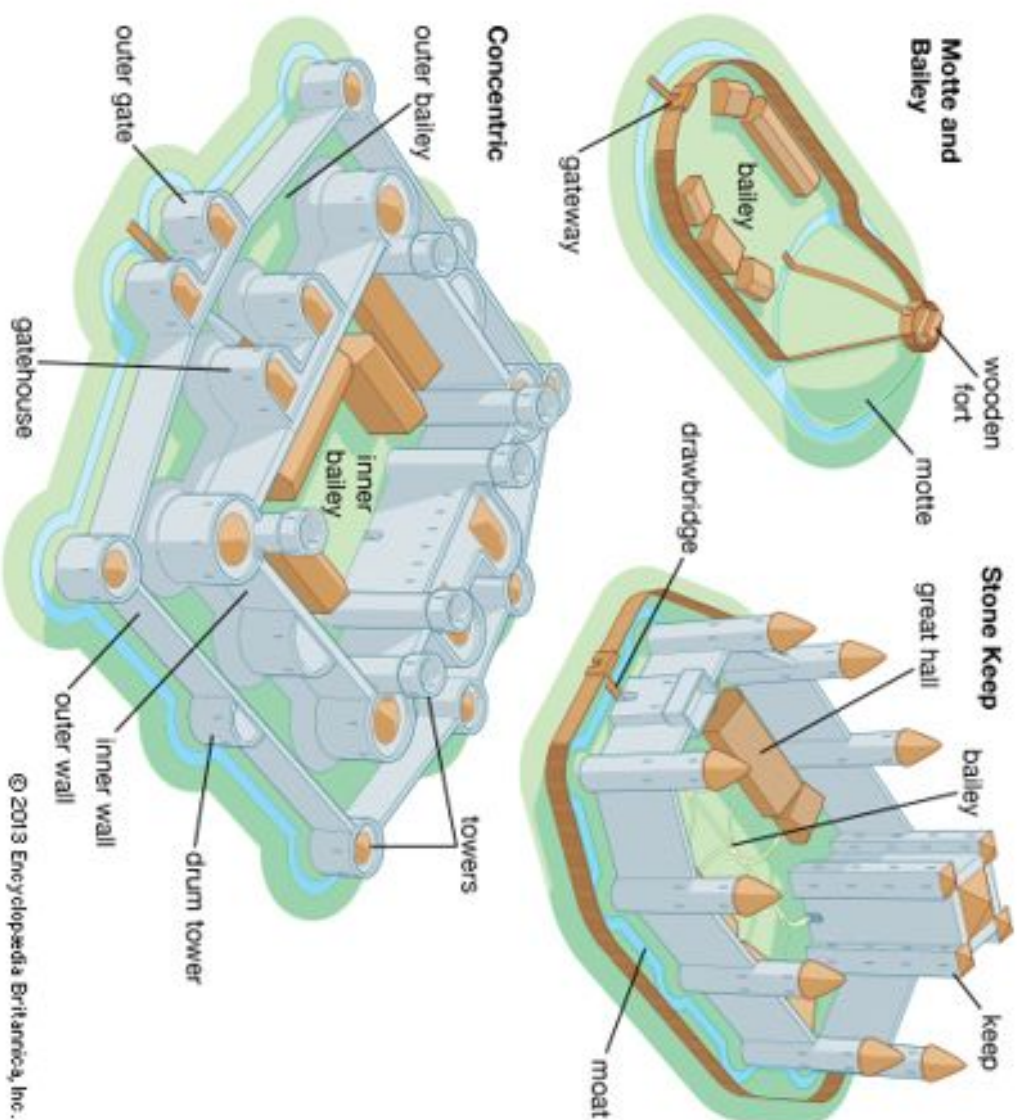 Motte and
Bailey
wooden
fort
motte
bailey
gateway
Stone Keep
great hall
bailey
keep
drawbridge
moat
Concentric
outer bailey
outer gate
gatehouse
inner
bailey
towers
drum tower
inner wall
outer wall
© 2013 Encyclopædia Britannica, Inc.